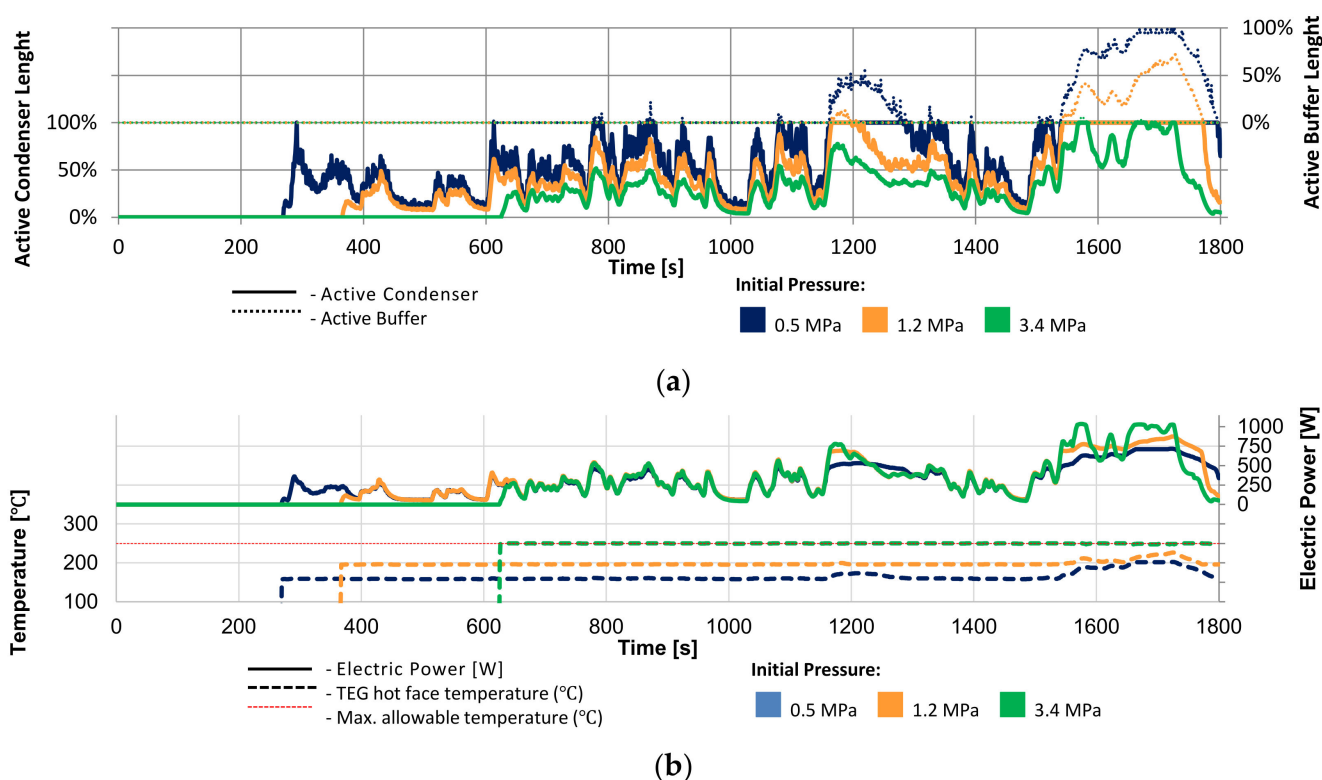 100%
100%
50%
0%
50%
0%
Active Condenser Lenght
Active Buffer Lenght
0 200 400 600 800 1000 1200 1400 1600 1800
Time [s]
- Active Condenser
- Active Buffer
Initial Pressure:
0.5 MPa 1.2 MPa 3.4 MPa
(a)
1000
750
500
250
0
300
200
100
Temperature [°C]
Electric Power [W]
0 200 400 600 800 1000 1200 1400 1600 1800
Time [s]
- Electric Power [W]
- TEG hot face temperature (°C)
- Max. allowable temperature (°C)
Initial Pressure:
0.5 MPa 1.2 MPa 3.4 MPa
(b)